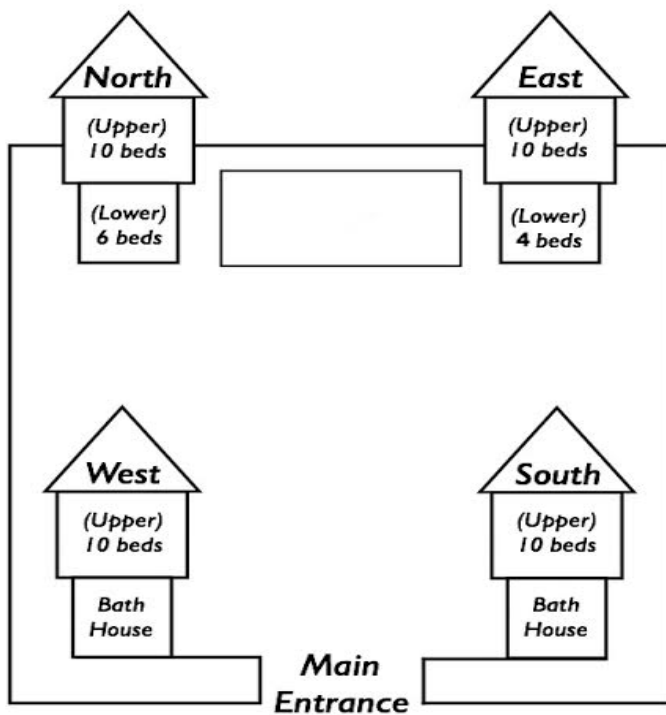 North
(Upper)
10 beds
(Lower)
6 beds
East
(Upper)
10 beds
(Lower)
4 beds
West
(Upper)
10 beds
Bath
House
South
(Upper)
10 beds
Bath
House
Main
Entrance